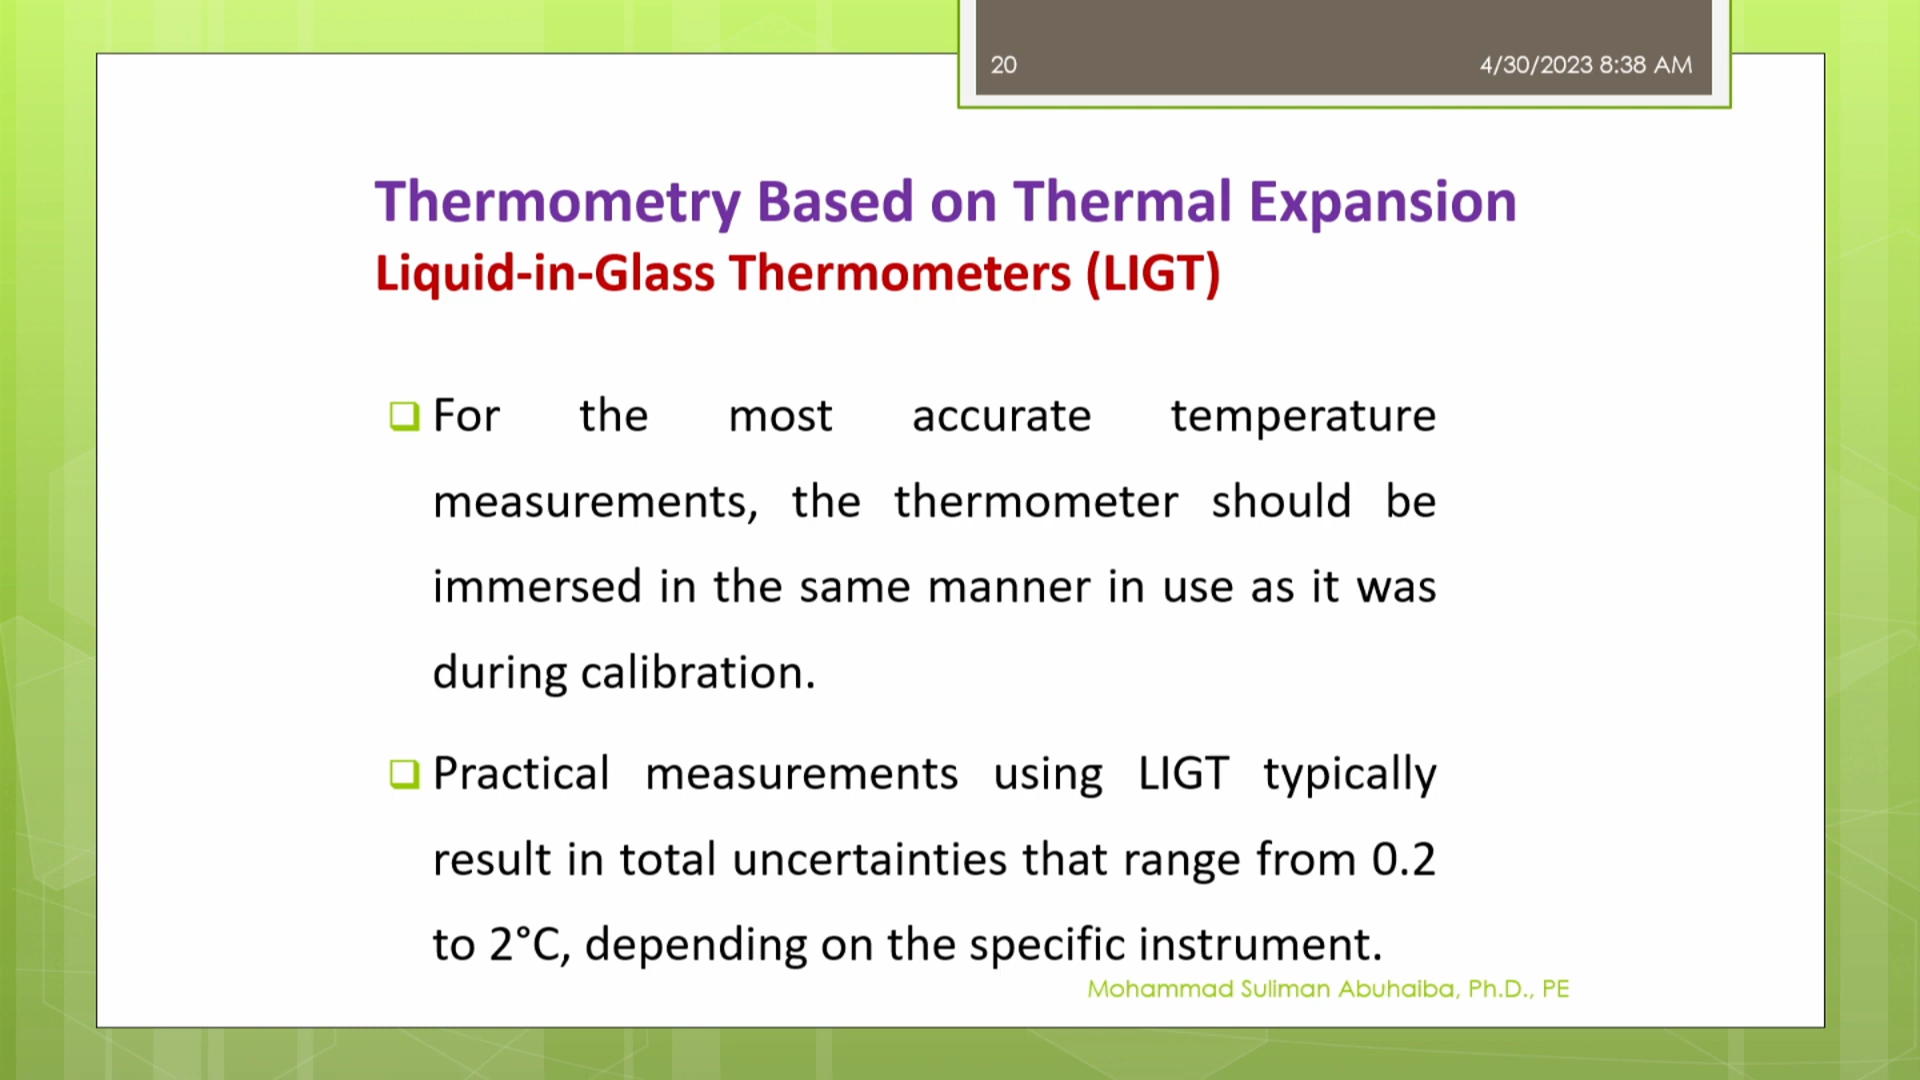 20
4/30/2023 8:38 AM
Thermometry Based on Thermal Expansion
Liquid-in-Glass Thermometers (LIGT)
For the most accurate temperature
measurements, the thermometer should be
immersed in the same manner in use as it was
during calibration.
Practical measurements using LIGT typically
result in total uncertainties that range from 0.2
to 2°C, depending on the specific instrument.
Mohammad Suliman Abuhaiba, Ph.D., PE